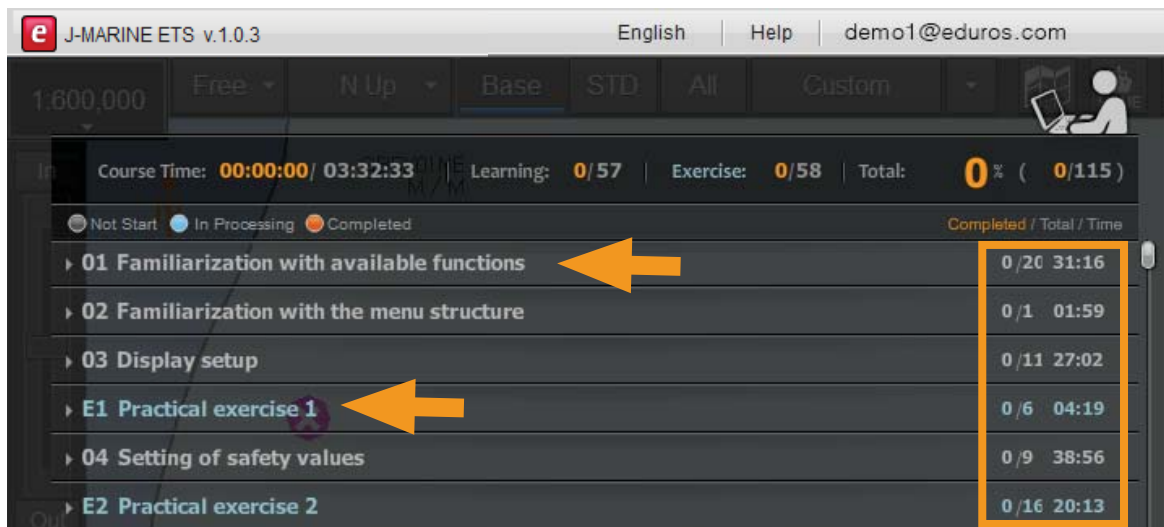 e J-MARINE ETS v.1.0.3 English Help demo1@eduros.com
1:600,000 Free N Up Base STD All Custom
In Course Time: 00:00:00/ 03:32:33 Learning: 0/57 Exercise: 0/58 Total: 0 % ( 0/115 )
Not Start In Processing Completed Completed / Total / Time
01 Familiarization with available functions 0/20 31:16
02 Familiarization with the menu structure 0/1 01:59
03 Display setup 0/11 27:02
E1 Practical exercise 1 0/6 04:19
04 Setting of safety values 0/9 38:56
Out E2 Practical exercise 2 0/16 20:13